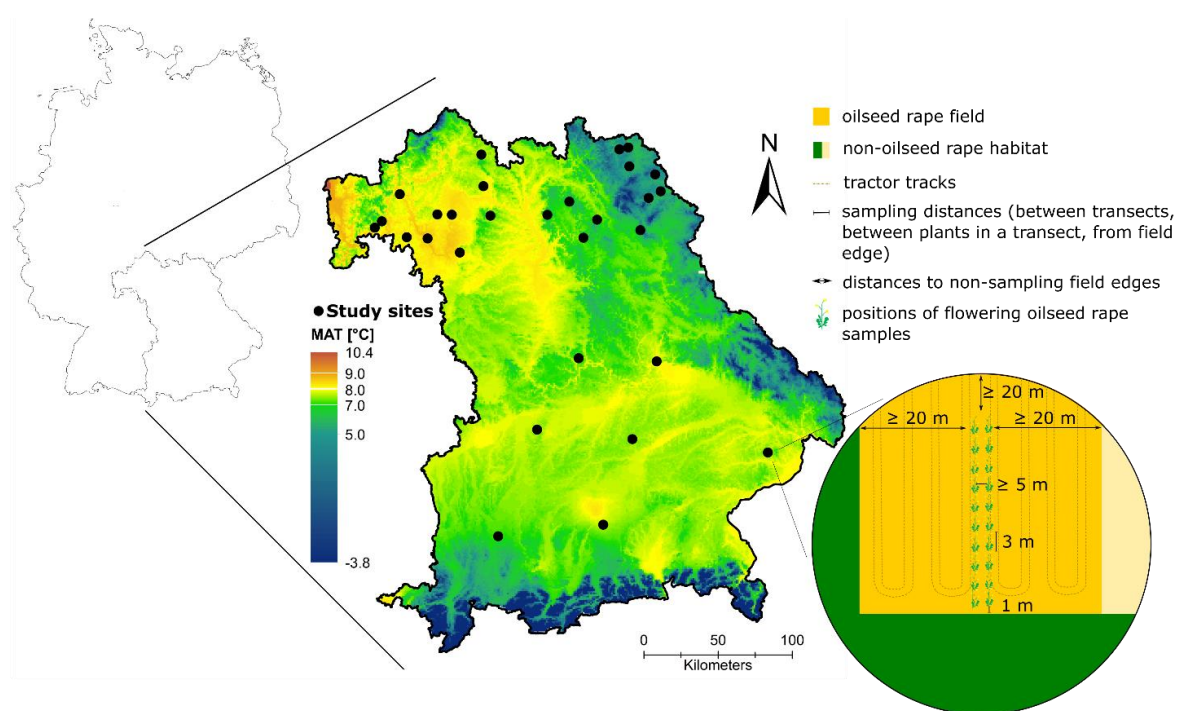 N
oilseed rape field
non-oilseed rape habitat
tractor tracks
sampling distances (between transects,
between plants in a transect, from field
edge)
distances to non-sampling field edges
positions of flowering oilseed rape
samples
Study sites
MAT [°C]
10.4
9.0
8.0
7.0
5.0
-3.8
≥ 20 m
≥ 20 m
≥ 20 m
≥ 5 m
3 m
1 m
0 50 100
Kilometers